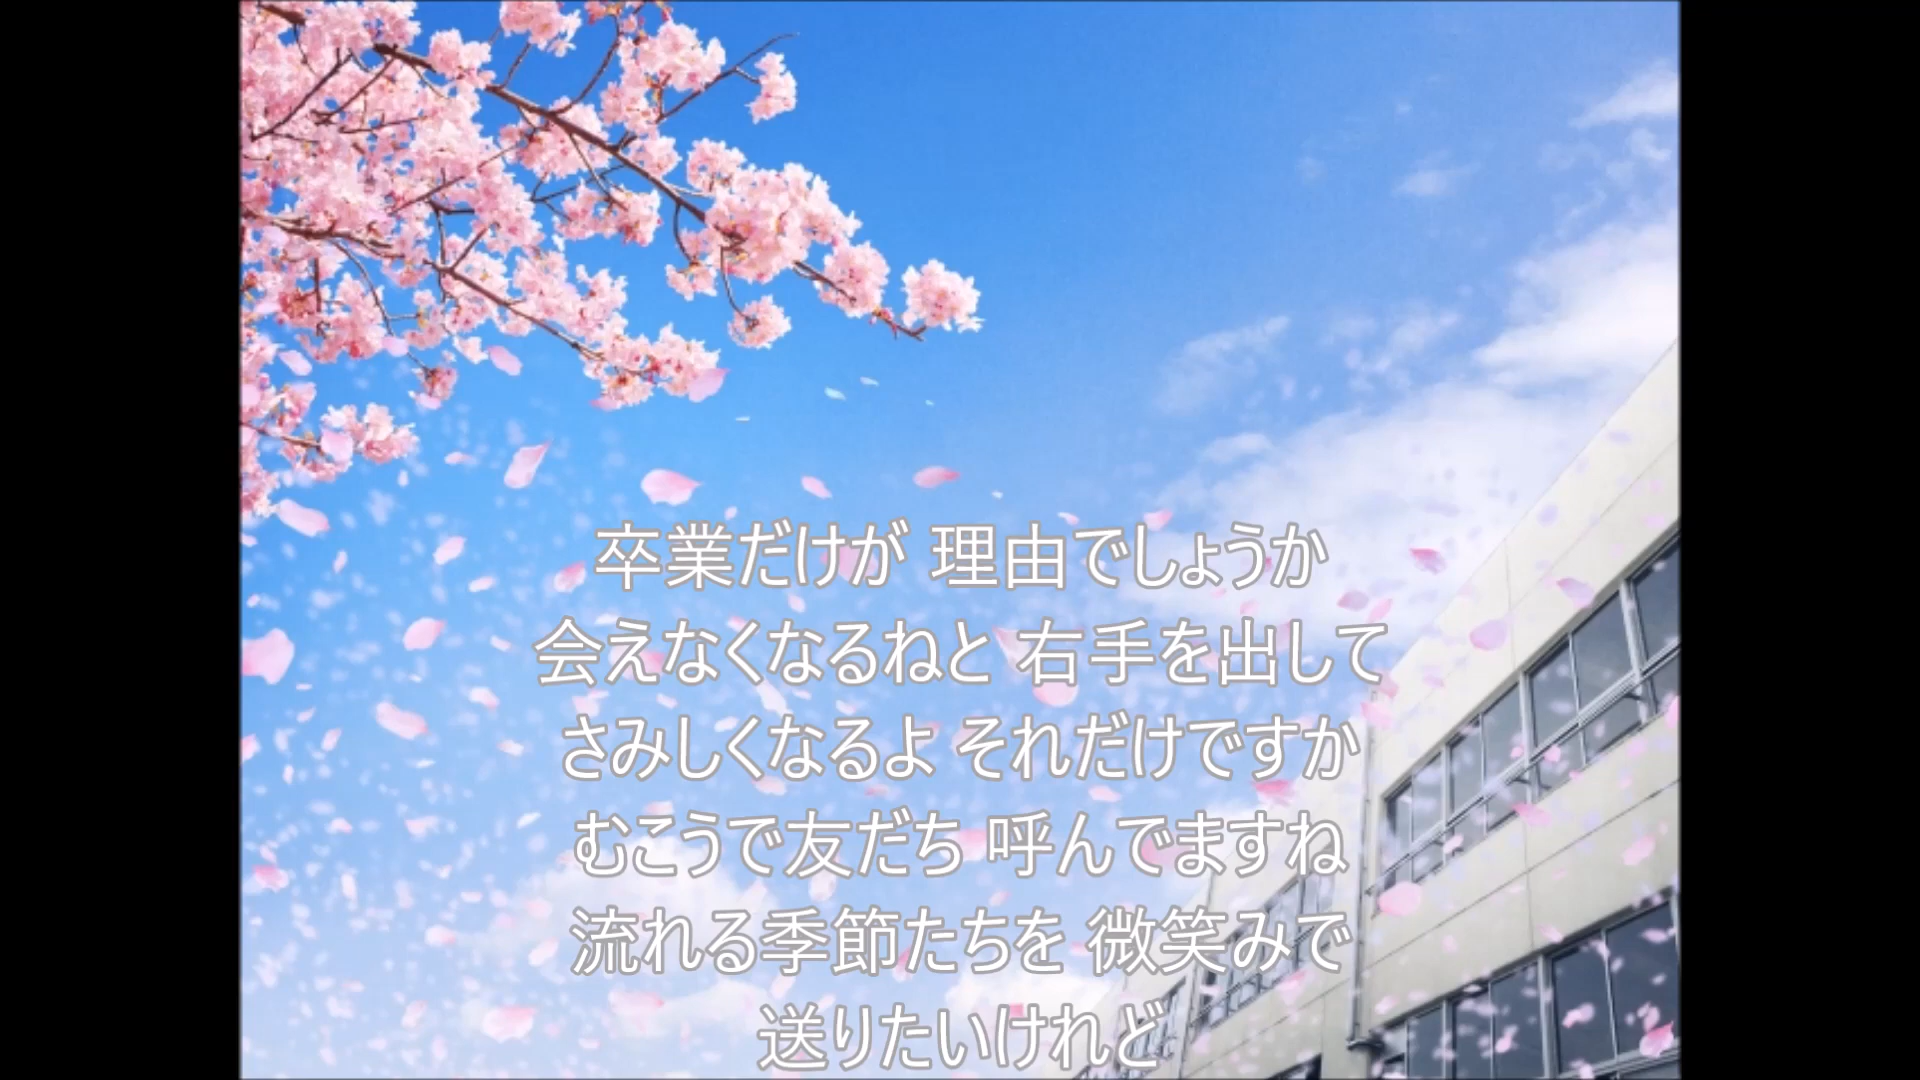 卒業だけが 理由でしょうか
会えなくなるねと 右手を出して
さみしくなるよ それだけですか
むこうで友だち 呼んでますね
流れる季節たちを 微笑みで
送りたいけれど